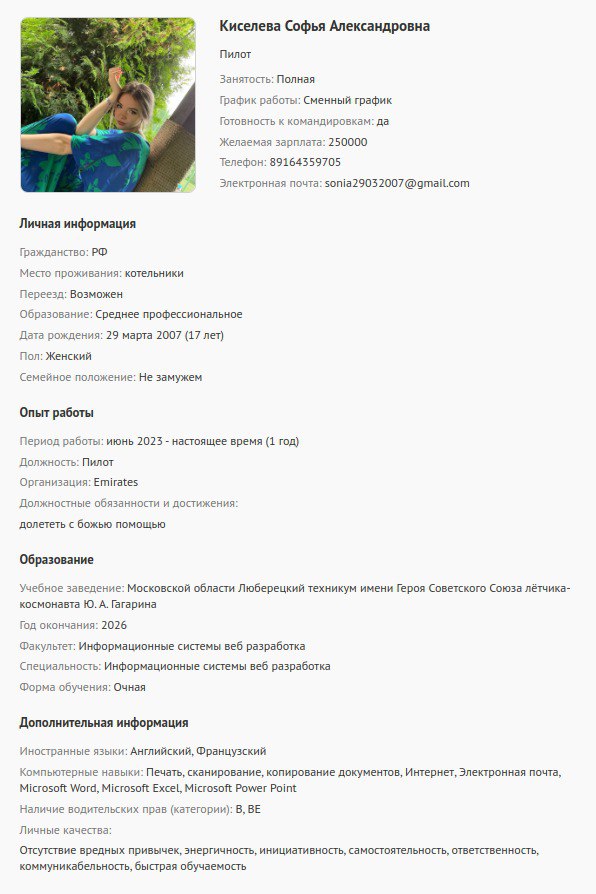 Киселева Софья Александровна
Пилот
Занятость: Полная
График работы: Сменный график
Готовность к командировкам: да
Желаемая зарплата: 250000
Телефон: 89164359705
Электронная почта: sonia29032007@gmail.com
Личная информация
Гражданство: РФ
Место проживания: котельники
Переезд: Возможен
Образование: Среднее профессиональное
Дата рождения: 29 марта 2007 (17 лет)
Пол: Женский
Семейное положение: Не замужем
Опыт работы
Период работы: июнь 2023 - настоящее время (1 год)
Должность: Пилот
Организация: Emirates
Должностные обязанности и достижения:
долететь с божью помощью
Образование
Учебное заведение: Московской области Люберецкий техникум имени Героя Советского Союза лётчика-
космонавта Ю. А. Гагарина
Год окончания: 2026
Факультет: Информационные системы веб разработка
Специальность: Информационные системы веб разработка
Форма обучения: Очная
Дополнительная информация
Иностранные языки: Английский, Французский
Компьютерные навыки: Печать, сканирование, копирование документов, Интернет, Электронная почта,
Microsoft Word, Microsoft Excel, Microsoft Power Point
Наличие водительских прав (категории): B, BE
Личные качества:
Отсутствие вредных привычек, энергичность, инициативность, самостоятельность, ответственность,
коммуникабельность, быстрая обучаемость